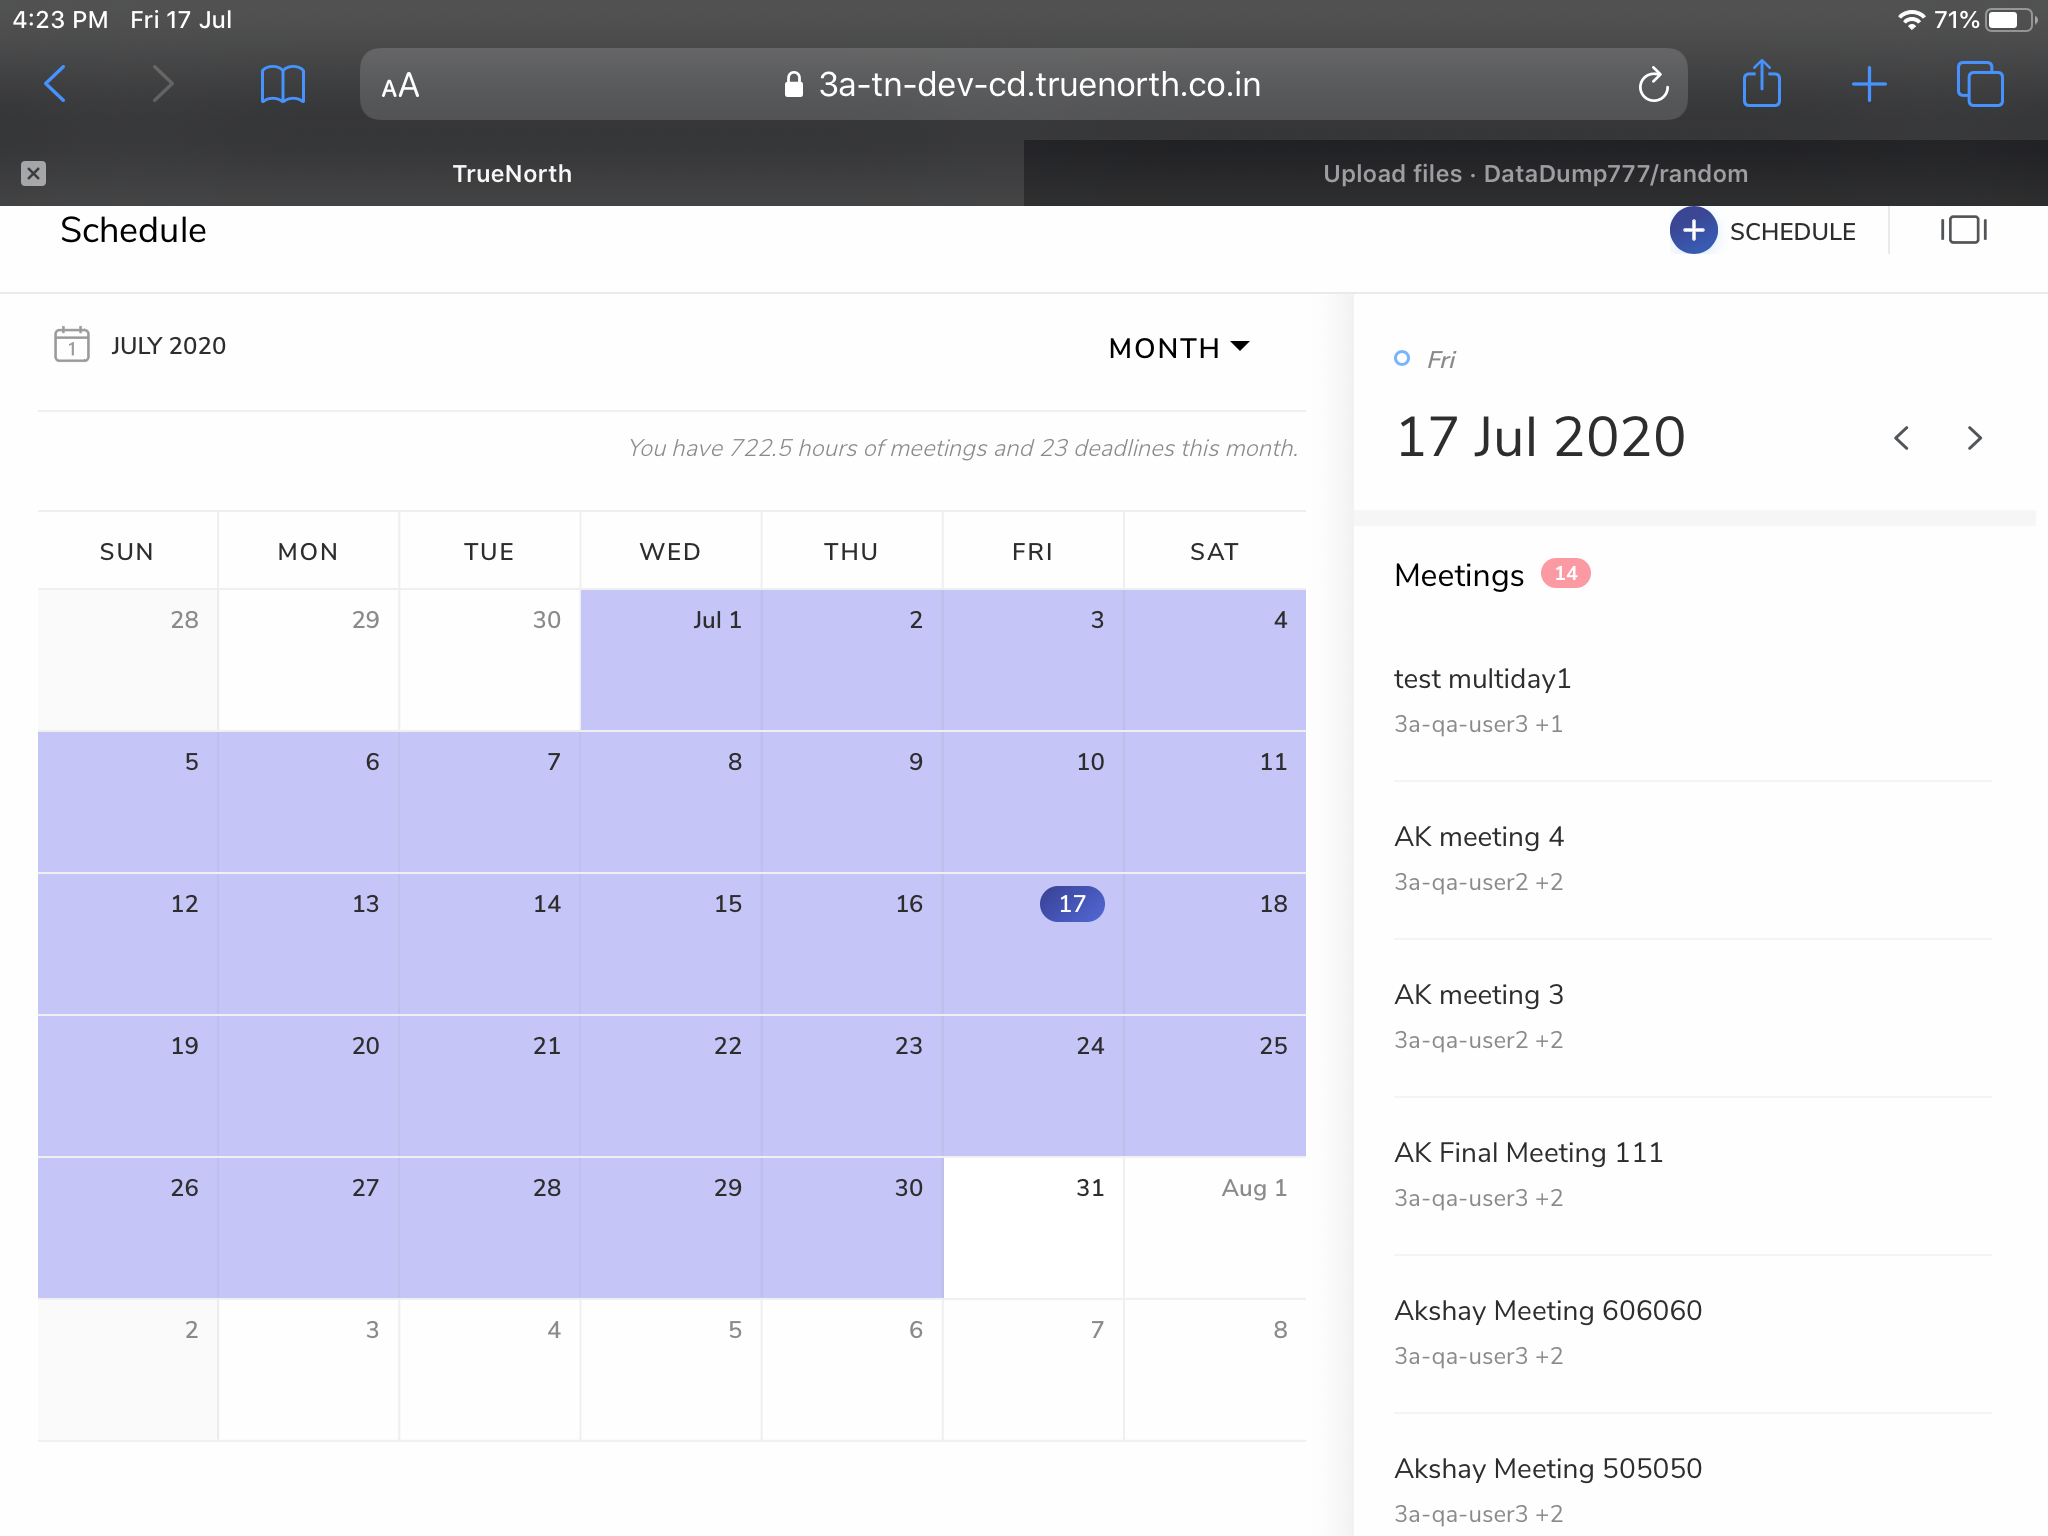 4:23 PM Fri 17 Jul 71%
AA 3a-tn-dev-cd.truenorth.co.in
TrueNorth Upload files · DataDump777/random
Schedule SCHEDULE
1 JULY 2020 MONTH
You have 722.5 hours of meetings and 23 deadlines this month.
SUN MON TUE WED THU FRI SAT
28 29 30 Jul 1 2 3 4
5 6 7 8 9 10 11
12 13 14 15 16 17 18
19 20 21 22 23 24 25
26 27 28 29 30 31 Aug 1
2 3 4 5 6 7 8
Fri
17 Jul 2020
Meetings 14
test multiday1
3a-qa-user3 +1
AK meeting 4
3a-qa-user2 +2
AK meeting 3
3a-qa-user2 +2
AK Final Meeting 111
3a-qa-user3 +2
Akshay Meeting 606060
3a-qa-user3 +2
Akshay Meeting 505050
3a-qa-user3 +2